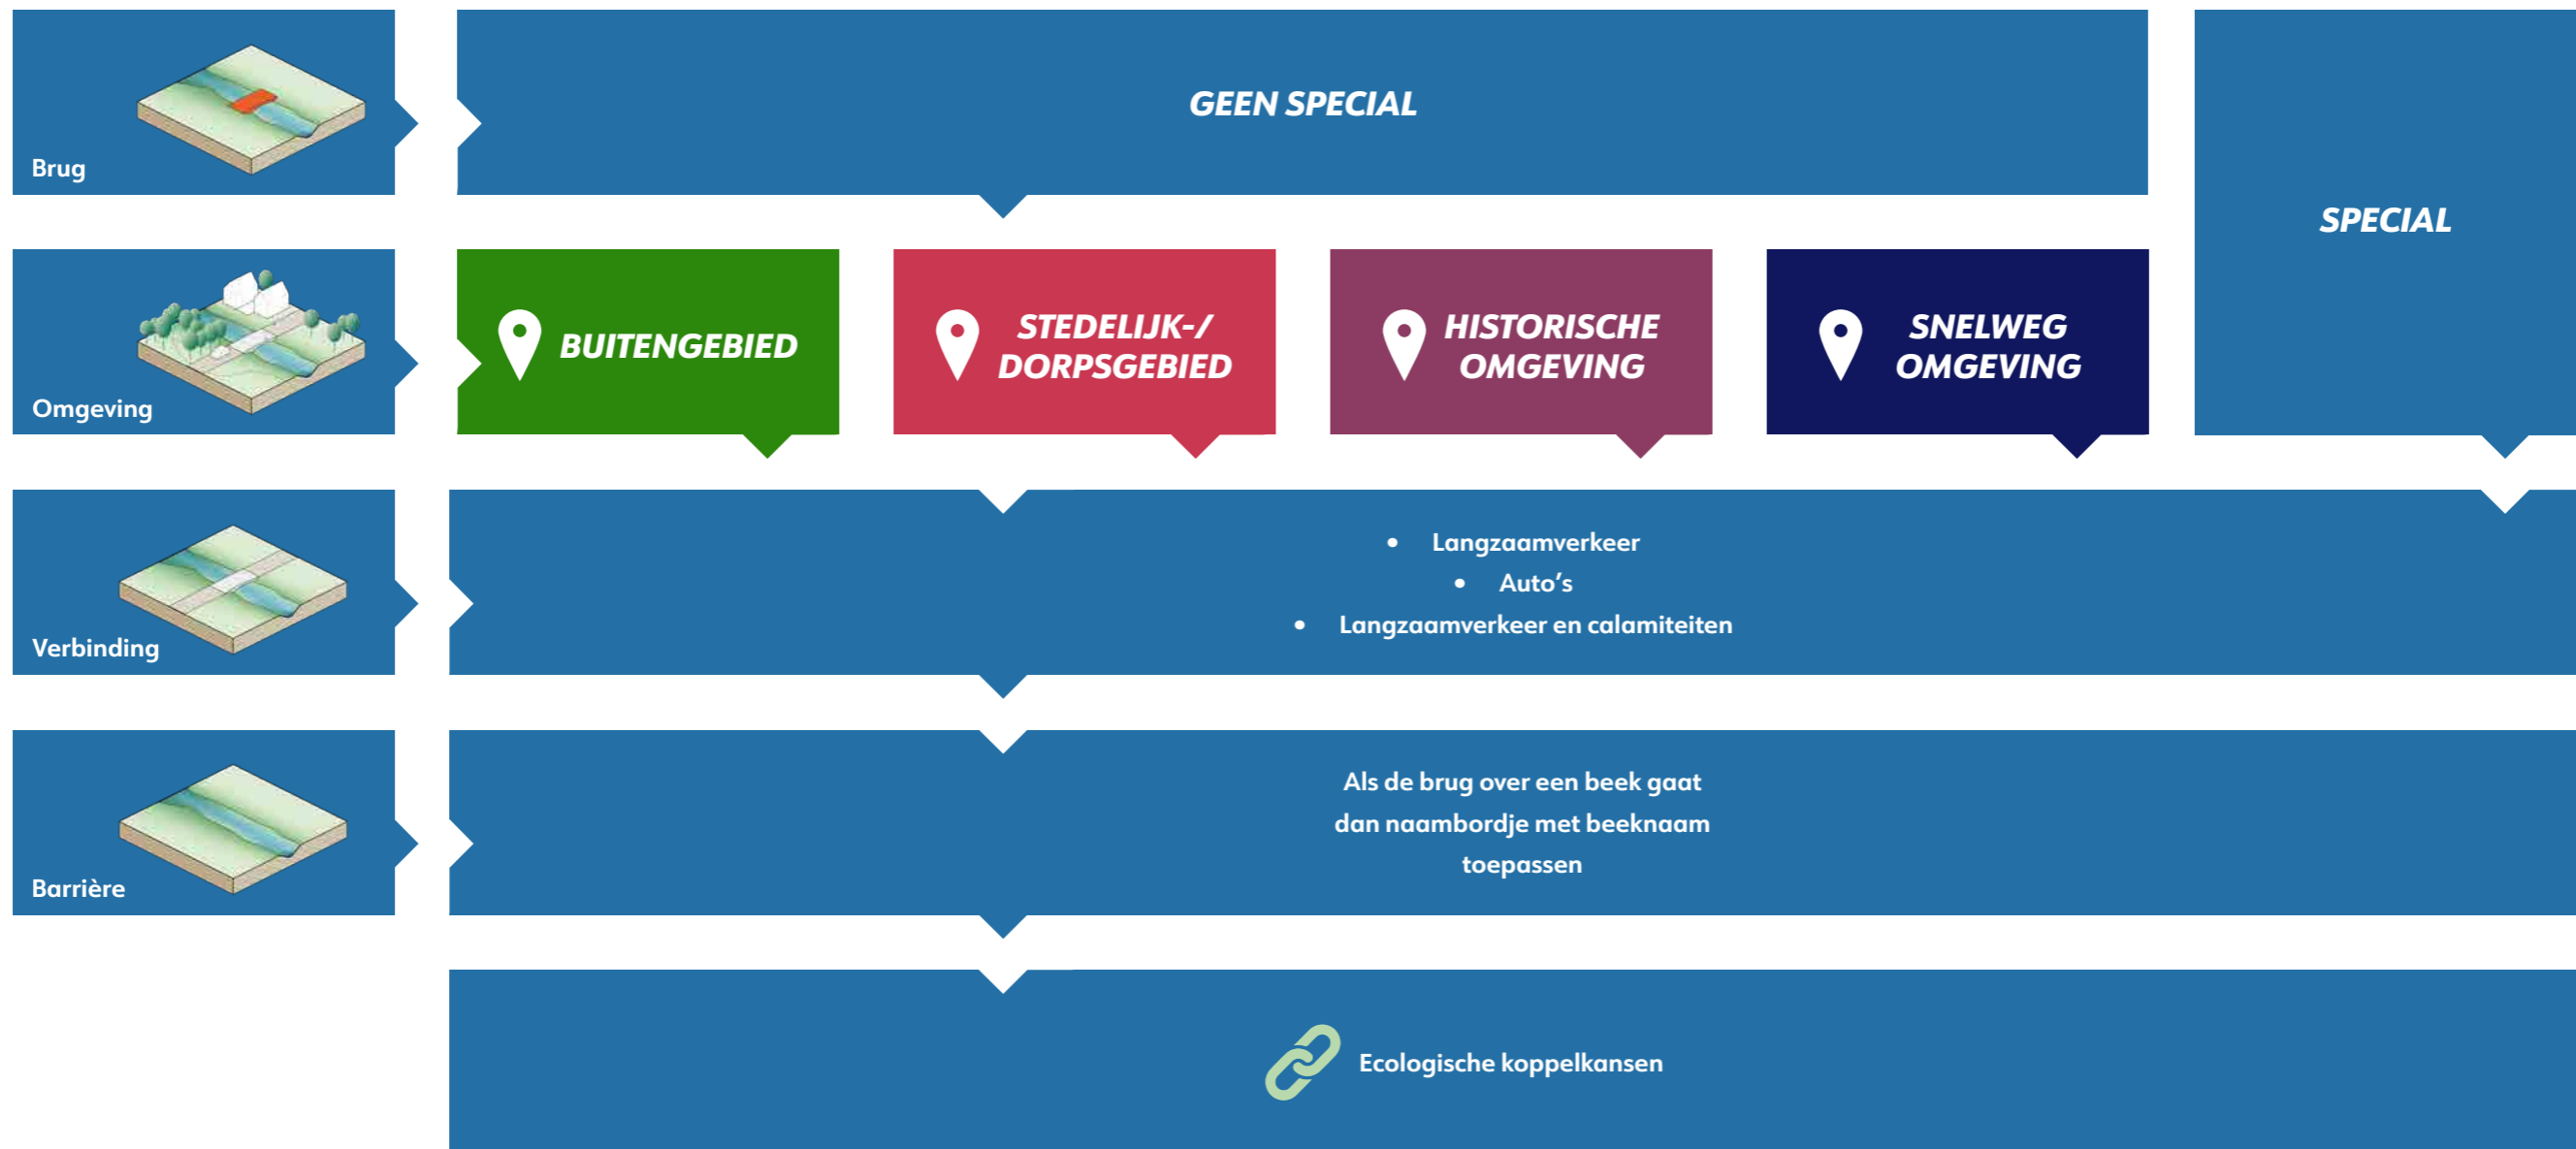 Brug
GEEN SPECIAL
SPECIAL
Omgeving
BUITENGEBIED
STEDELIJK-/
DORPSGEBIED
HISTORISCHE
OMGEVING
SNELWEG
OMGEVING
Verbinding
• Langzaamverkeer
• Auto's
• Langzaamverkeer en calamiteiten
Barrière
Als de brug over een beek gaat
dan naambordje met beeknaam
toepassen
Ecologische koppelkansen